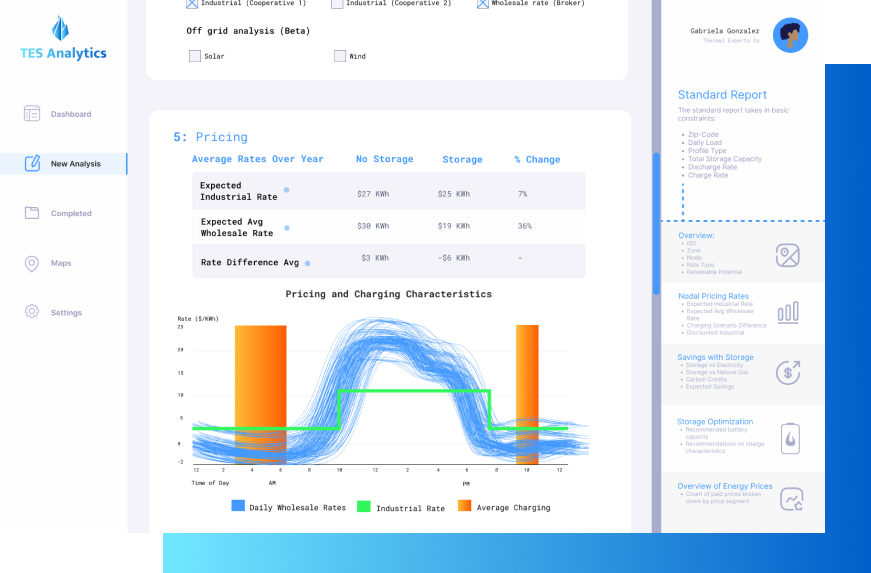 TES Analytics
Dashboard
New Analysis
Completed
Maps
Settings
Industrial (Cooperative 1)
Industrial (Cooperative 2)
Wholesale rate (Broker)
Off grid analysis (Beta)
Solar
Wind
5: Pricing
Average Rates Over Year No Storage Storage % Change
Expected
Industrial Rate
$27 KWh $25 KWh 7%
Expected Avg
Wholesale Rate
$30 KWh $19 KWh 36%
Rate Difference Avg $3 KWh -$6 KWh -
Pricing and Charging Characteristics
Rate ($/KWh)
25
20
15
10
5
0
-2
12 2 4 6 8 10 12 2 4 6 8 10 12
Time of Day AM PM
Daily Wholesale Rates Industrial Rate Average Charging
Gabriela Gonzalez
Thermal Experts Co
Standard Report
The standard report takes in basic
constraints:
• Zip-Code
• Daily Load
• Profile Type
• Total Storage Capacity
• Discharge Rate
• Charge Rate
Overview:
• ISO
• Zone
• Node
• Rate Type
• Renewable Potential
Nodal Pricing Rates
• Expected Industrial Rate
• Expected Avg Wholesale
Rate
• Charging Scenario Difference
• Discounted Industrial
Savings with Storage
• Storage vs Electricity
• Storage vs Natural Gas
• Carbon Credits
• Expected Savings
Storage Optimization
• Recommended battery
capacity
• Recommendations on charge
characteristics
Overview of Energy Prices
• Count of paid prices broken
down by price segment